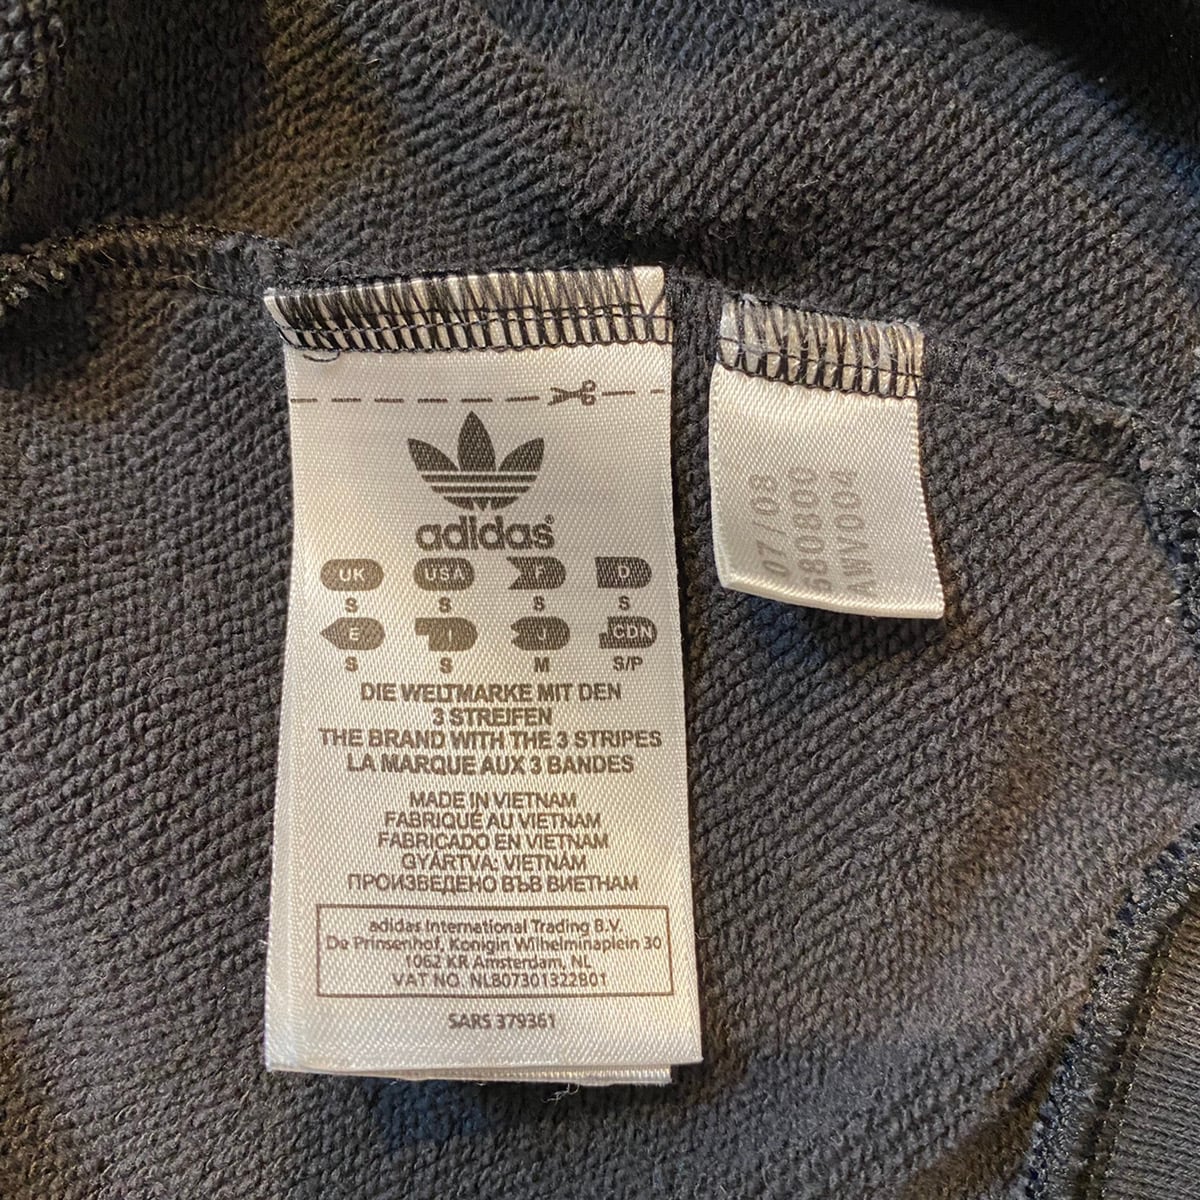 adidas®
UK USA F D
S S S S
E I J CDN
S S M S/P
DIE WELTMARKE MIT DEN
3 STREIFEN
THE BRAND WITH THE 3 STRIPES
LA MARQUE AUX 3 BANDES
MADE IN VIETNAM
FABRIQUÉ AU VIETNAM
FABRICADO EN VIETNAM
GYÁRTVA: VIETNAM
ПРОИЗВЕДЕНО ВЪВ ВИЕТНАМ
adidas International Trading B.V.
De Prinsenhof, Konigin Wilhelminaplein 30
1062 KR Amsterdam, NL
VAT NO. NL807301322B01
SARS 379361
07/08
580800
AWV004